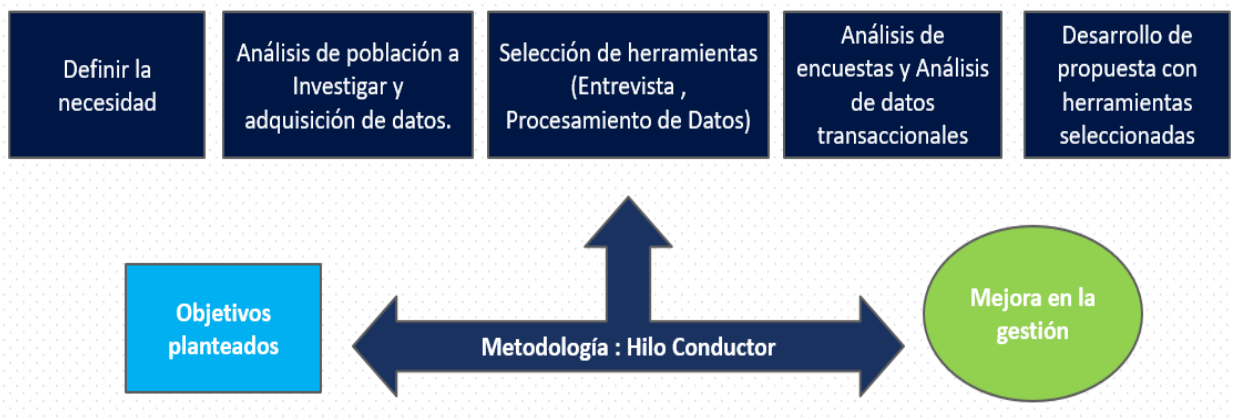 Definir la
necesidad
Análisis de población a
Investigar y
adquisición de datos.
Selección de herramientas
(Entrevista ,
Procesamiento de Datos)
Análisis de
encuestas y Análisis
de datos
transaccionales
Desarrollo de
propuesta con
herramientas
seleccionadas
Objetivos
planteados
Metodología : Hilo Conductor
Mejora en la
gestión